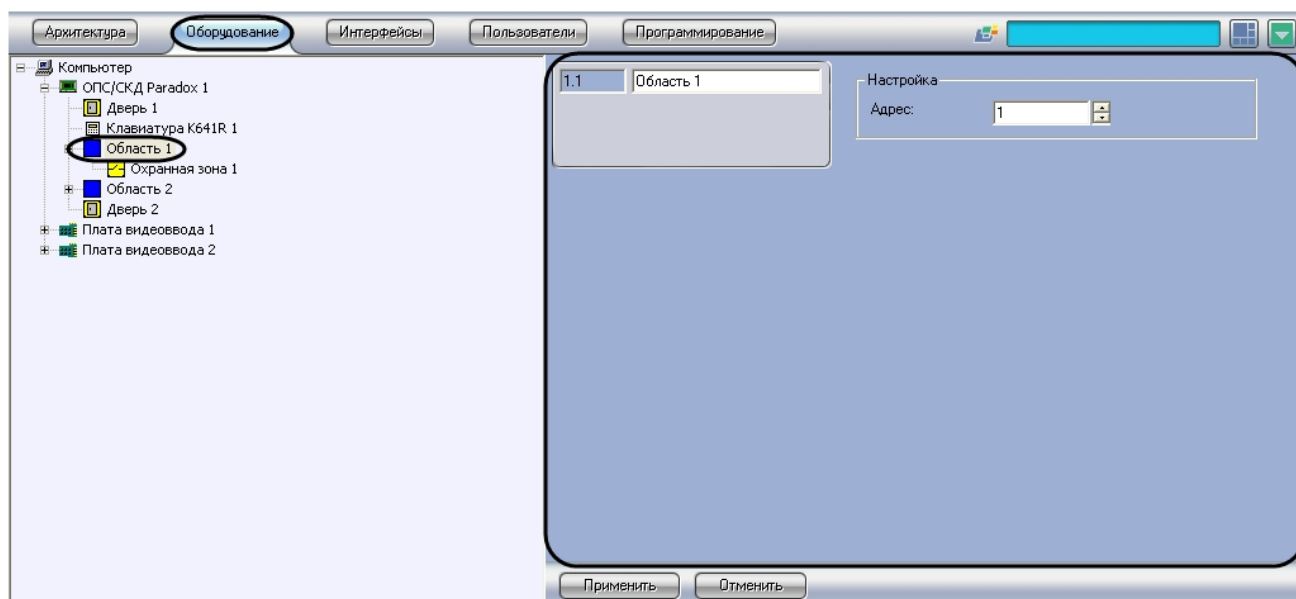 Архитектура Оборудование Интерфейсы Пользователи Программирование
Компьютер
ОПС/СКД Paradox 1
Дверь 1
Клавиатура K641R 1
Область 1
Охранная зона 1
Область 2
Дверь 2
Плата видеоввода 1
Плата видеоввода 2
1.1 Область 1
Настройка
Адрес: 1
Применить Отменить